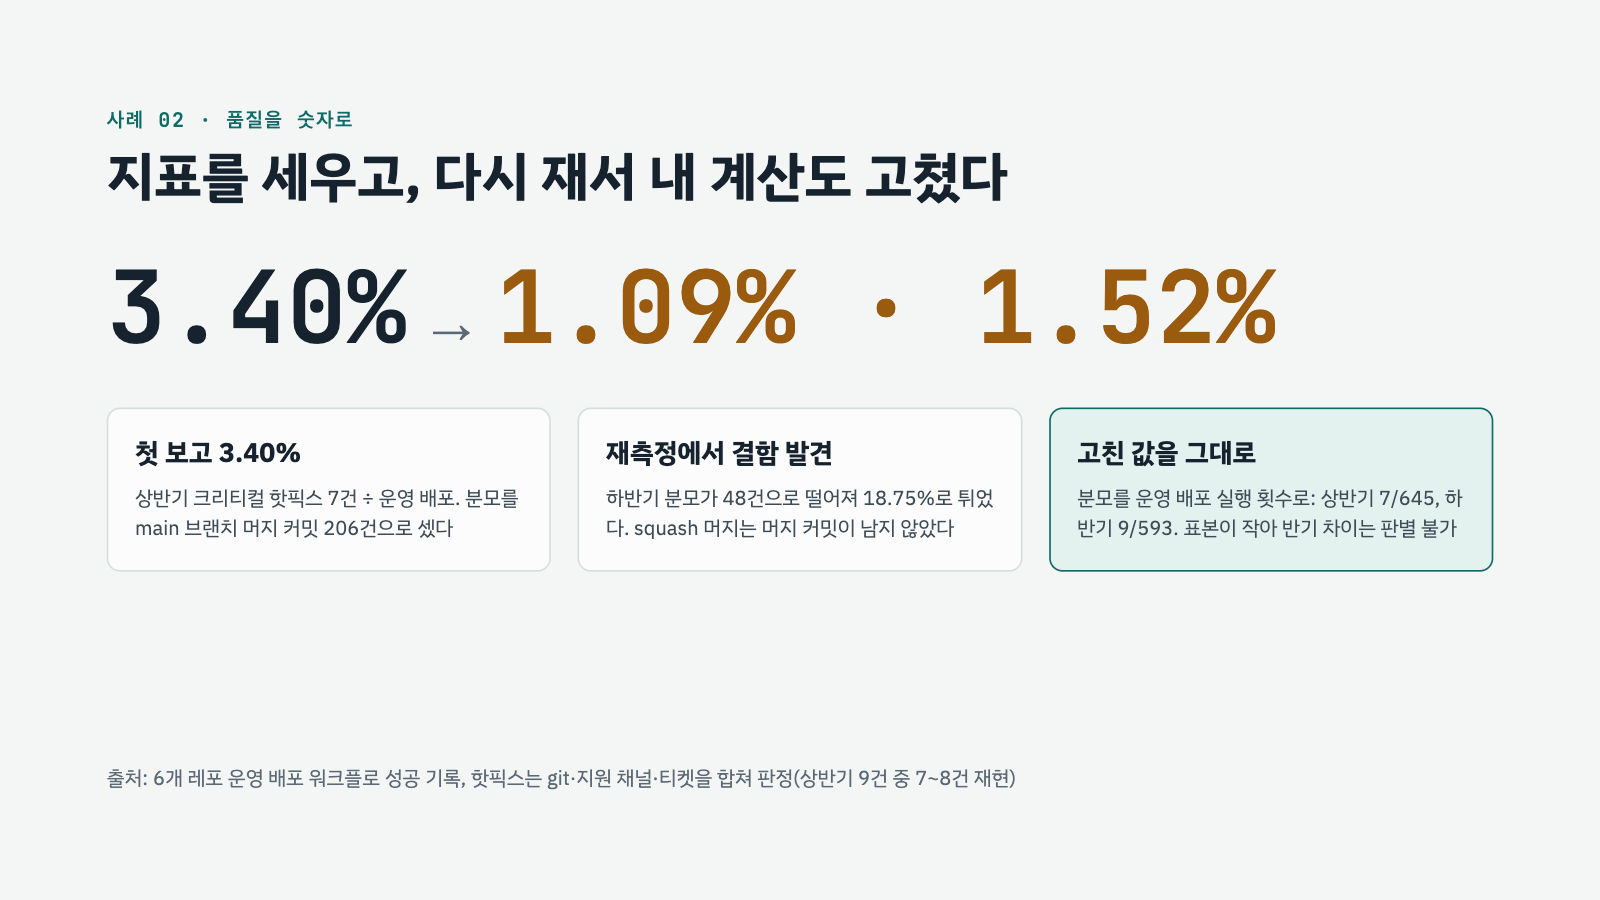 사례 02 · 품질을 숫자로
지표를 세우고, 다시 재서 내 계산도 고쳤다
3.40% → 1.09% · 1.52%
첫 보고 3.40%
상반기 크리티컬 핫픽스 7건 ÷ 운영 배포. 분모를
main 브랜치 머지 커밋 206건으로 셌다
재측정에서 결함 발견
하반기 분모가 48건으로 떨어져 18.75%로 튀었
다. squash 머지는 머지 커밋이 남지 않았다
고친 값을 그대로
분모를 운영 배포 실행 횟수로: 상반기 7/645, 하
반기 9/593. 표본이 작아 반기 차이는 판별 불가
출처: 6개 레포 운영 배포 워크플로 성공 기록, 핫픽스는 git·지원 채널·티켓을 합쳐 판정(상반기 9건 중 7~8건 재현)